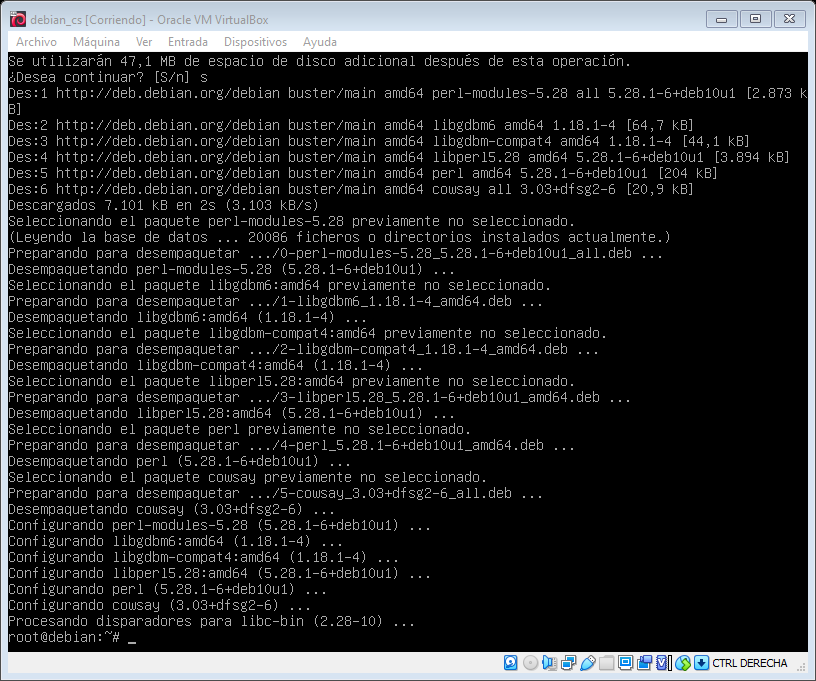 debian_cs [Corriendo] - Oracle VM VirtualBox
Archivo Máquina Ver Entrada Dispositivos Ayuda
Se utilizarán 47,1 MB de espacio de disco adicional después de esta operación.
¿Desea continuar? [S/n] s
Des:1 http://deb.debian.org/debian buster/main amd64 perl-modules-5.28 all 5.28.1-6+deb10u1 [2.873 k
B]
Des:2 http://deb.debian.org/debian buster/main amd64 libgdbm6 amd64 1.18.1-4 [64,7 kB]
Des:3 http://deb.debian.org/debian buster/main amd64 libgdbm-compat4 amd64 1.18.1-4 [44,1 kB]
Des:4 http://deb.debian.org/debian buster/main amd64 libperl5.28 amd64 5.28.1-6+deb10u1 [3.894 kB]
Des:5 http://deb.debian.org/debian buster/main amd64 perl amd64 5.28.1-6+deb10u1 [204 kB]
Des:6 http://deb.debian.org/debian buster/main amd64 cowsay all 3.03+dfsg2-6 [20,9 kB]
Descargados 7.101 kB en 2s (3.103 kB/s)
Seleccionando el paquete perl-modules-5.28 previamente no seleccionado.
(Leyendo la base de datos ... 20086 ficheros o directorios instalados actualmente.)
Preparando para desempaquetar .../0-perl-modules-5.28_5.28.1-6+deb10u1_all.deb ...
Desempaquetando perl-modules-5.28 (5.28.1-6+deb10u1) ...
Seleccionando el paquete libgdbm6:amd64 previamente no seleccionado.
Preparando para desempaquetar .../1-libgdbm6_1.18.1-4_amd64.deb ...
Desempaquetando libgdbm6:amd64 (1.18.1-4) ...
Seleccionando el paquete libgdbm-compat4:amd64 previamente no seleccionado.
Preparando para desempaquetar .../2-libgdbm-compat4_1.18.1-4_amd64.deb ...
Desempaquetando libgdbm-compat4:amd64 (1.18.1-4) ...
Seleccionando el paquete libperl5.28:amd64 previamente no seleccionado.
Preparando para desempaquetar .../3-libperl5.28_5.28.1-6+deb10u1_amd64.deb ...
Desempaquetando libperl5.28:amd64 (5.28.1-6+deb10u1) ...
Seleccionando el paquete perl previamente no seleccionado.
Preparando para desempaquetar .../4-perl_5.28.1-6+deb10u1_amd64.deb ...
Desempaquetando perl (5.28.1-6+deb10u1) ...
Seleccionando el paquete cowsay previamente no seleccionado.
Preparando para desempaquetar .../5-cowsay_3.03+dfsg2-6_all.deb ...
Desempaquetando cowsay (3.03+dfsg2-6) ...
Configurando perl-modules-5.28 (5.28.1-6+deb10u1) ...
Configurando libgdbm6:amd64 (1.18.1-4) ...
Configurando libgdbm-compat4:amd64 (1.18.1-4) ...
Configurando libperl5.28:amd64 (5.28.1-6+deb10u1) ...
Configurando perl (5.28.1-6+deb10u1) ...
Configurando cowsay (3.03+dfsg2-6) ...
Procesando disparadores para libc-bin (2.28-10) ...
root@debian:~# _
CTRL DERECHA